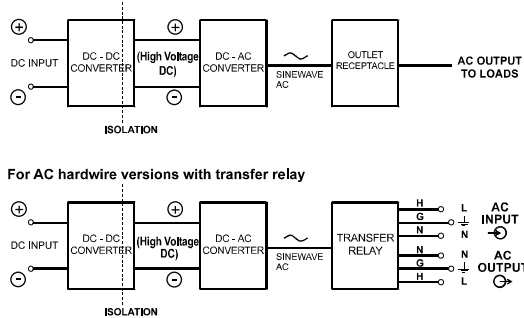 DC - DC
CONVERTER
(High Voltage
DC)
DC - AC
CONVERTER
OUTLET
RECEPTACLE
DC INPUT
SINEWAVE
AC
AC OUTPUT
TO LOADS
ISOLATION
For AC hardwire versions with transfer relay
DC INPUT
DC - DC
CONVERTER
(High Voltage
DC)
DC - AC
CONVERTER
SINEWAVE
AC
TRANSFER
RELAY
H L
G
N N
AC
INPUT
N N
G
H L
AC
OUTPUT
ISOLATION